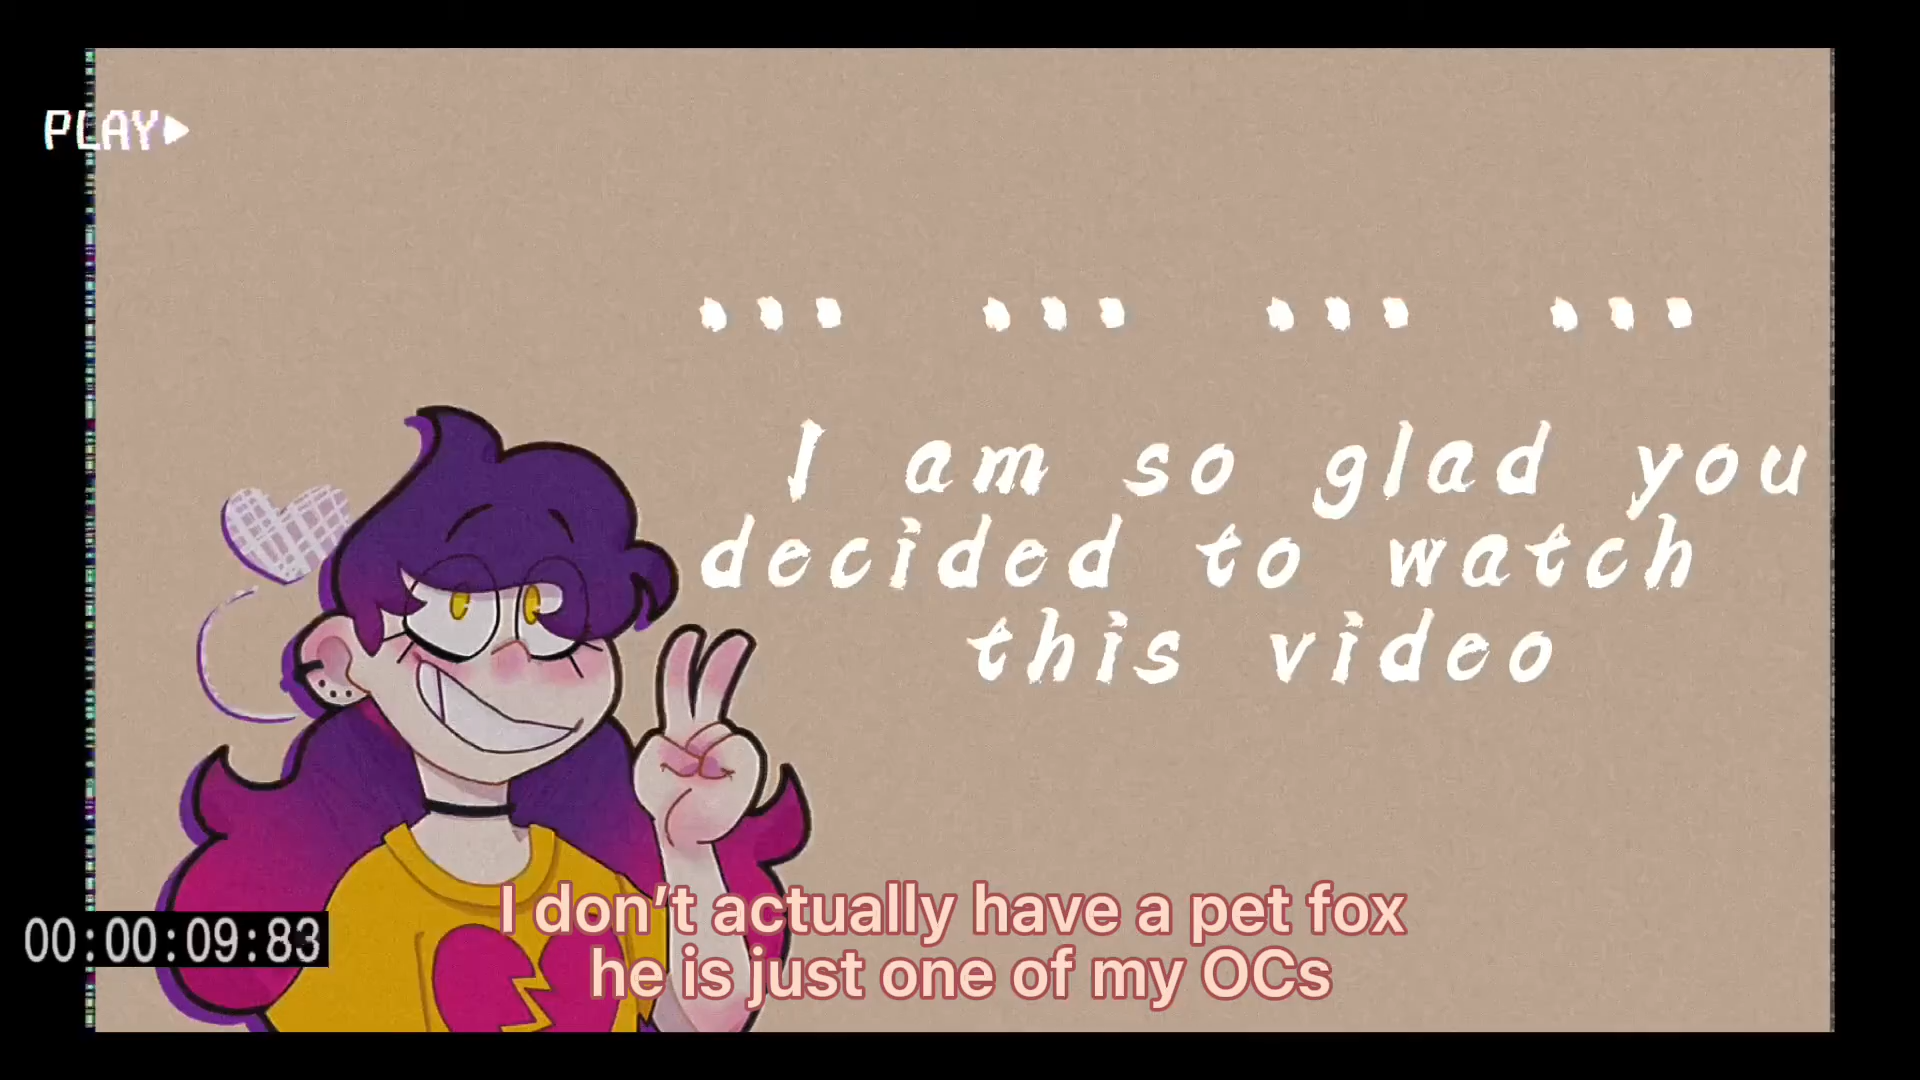 PLAY
... ... ... ...
I am so glad you
decided to watch
this video
I don't actually have a pet fox
he is just one of my OCs
00:00:09:83